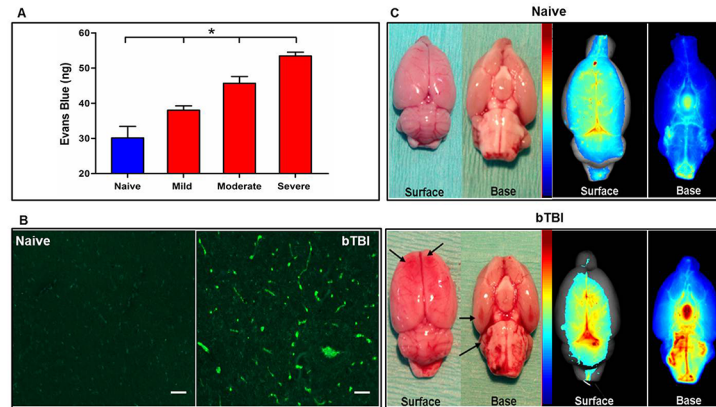 A
*
Evans Blue (ng)
60
50
40
30
20
Naive
Mild
Moderate
Severe
B
Naive
bTBI
C
Naive
Surface
Base
Surface
Base
bTBI
Surface
Base
Surface
Base